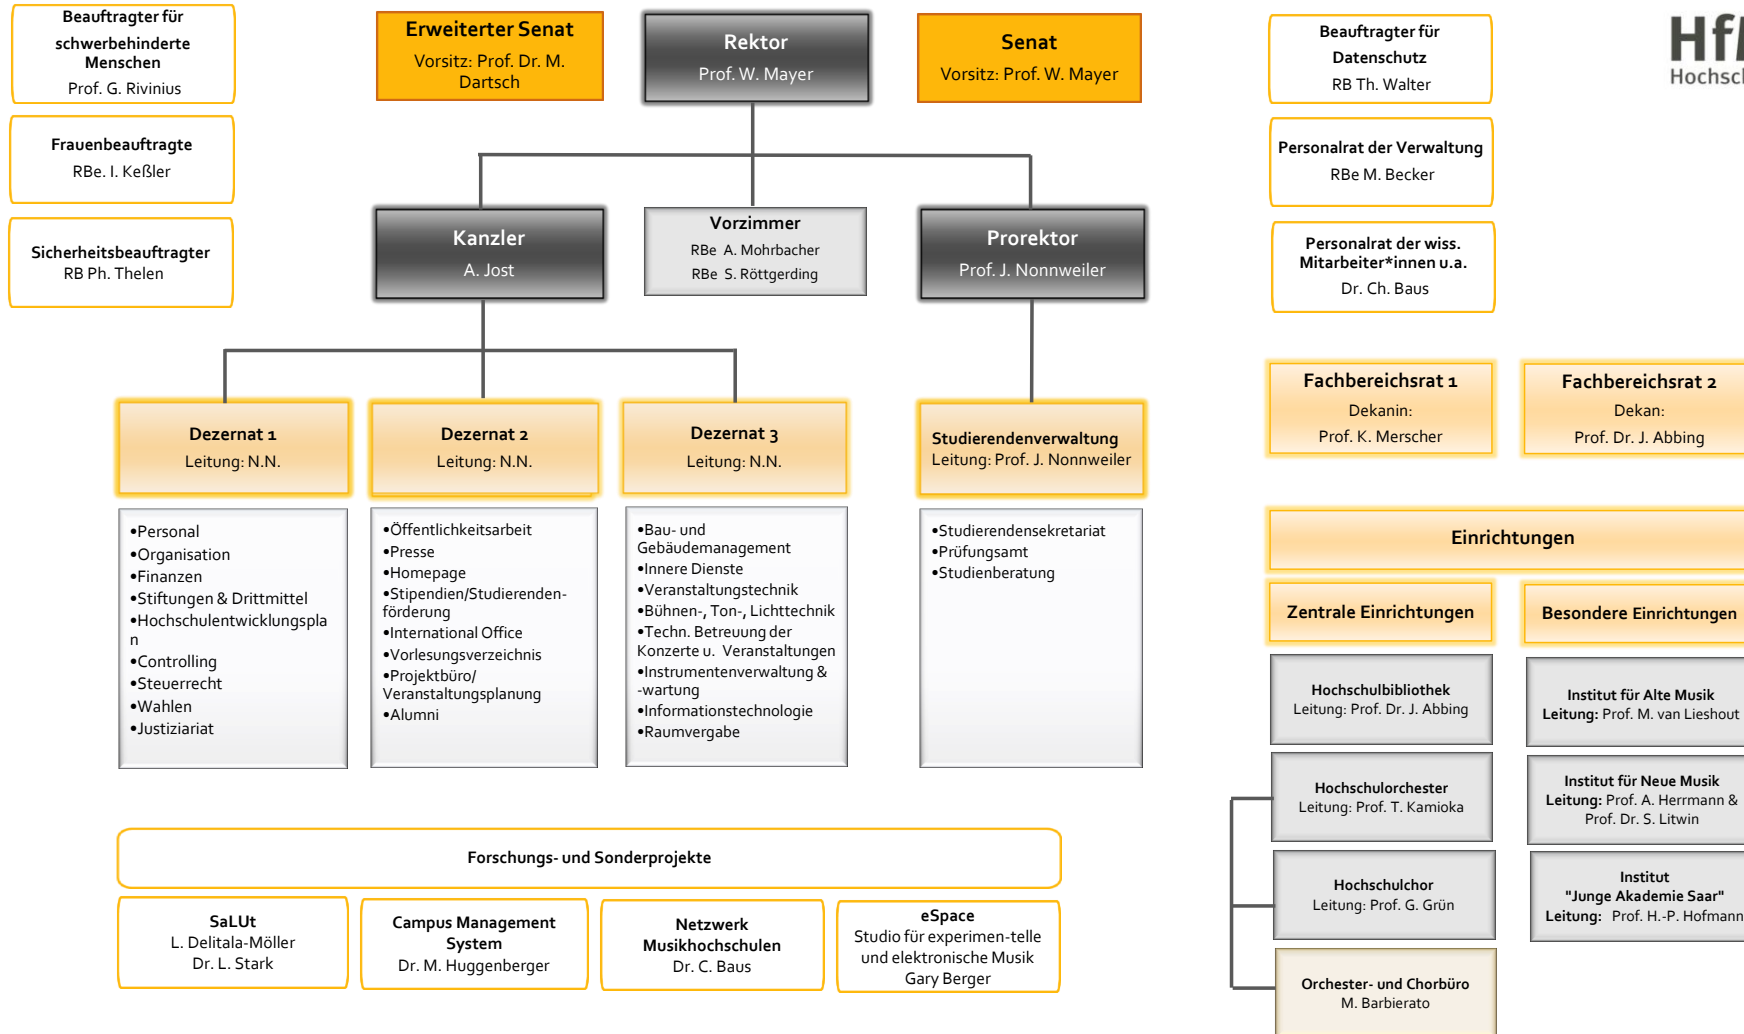 Beauftragter für
schwerbehinderte
Menschen
Prof. G. Rivinius
Frauenbeauftragte
RBe. I. Keßler
Sicherheitsbeauftragter
RB Ph. Thelen
Erweiterter Senat
Vorsitz: Prof. Dr. M.
Dartsch
Rektor
Prof. W. Mayer
Senat
Vorsitz: Prof. W. Mayer
Beauftragter für
Datenschutz
RB Th. Walter
Personalrat der Verwaltung
RBe M. Becker
Personalrat der wiss.
Mitarbeiter*innen u.a.
Dr. Ch. Baus
Kanzler
A. Jost
Vorzimmer
RBe A. Mohrbacher
RBe S. Röttgerding
Prorektor
Prof. J. Nonnweiler
Dezernat 1
Leitung: N.N.
•Personal
•Organisation
•Finanzen
•Stiftungen & Drittmittel
•Hochschulentwicklungspla
n
•Controlling
•Steuerrecht
•Wahlen
•Justiziariat
Dezernat 2
Leitung: N.N.
•Öffentlichkeitsarbeit
•Presse
•Homepage
•Stipendien/Studierenden-
förderung
•International Office
•Vorlesungsverzeichnis
•Projektbüro/
Veranstaltungsplanung
•Alumni
Dezernat 3
Leitung: N.N.
•Bau- und
Gebäudemanagement
•Innere Dienste
•Veranstaltungstechnik
•Bühnen-, Ton-, Lichttechnik
•Techn. Betreuung der
Konzerte u. Veranstaltungen
•Instrumentenverwaltung &
-wartung
•Informationstechnologie
•Raumvergabe
Studierendenverwaltung
Leitung: Prof. J. Nonnweiler
•Studierendensekretariat
•Prüfungsamt
•Studienberatung
Fachbereichsrat 1
Dekanin:
Prof. K. Merscher
Fachbereichsrat 2
Dekan:
Prof. Dr. J. Abbing
Einrichtungen
Zentrale Einrichtungen
Hochschulbibliothek
Leitung: Prof. Dr. J. Abbing
Hochschulorchester
Leitung: Prof. T. Kamioka
Hochschulchor
Leitung: Prof. G. Grün
Orchester- und Chorbüro
M. Barbierato
Besondere Einrichtungen
Institut für Alte Musik
Leitung: Prof. M. van Lieshout
Institut für Neue Musik
Leitung: Prof. A. Herrmann &
Prof. Dr. S. Litwin
Institut
"Junge Akademie Saar"
Leitung: Prof. H.-P. Hofmann
Forschungs- und Sonderprojekte
SaLUt
L. Delitala-Möller
Dr. L. Stark
Campus Management
System
Dr. M. Huggenberger
Netzwerk
Musikhochschulen
Dr. C. Baus
eSpace
Studio für experimen-telle
und elektronische Musik
Gary Berger